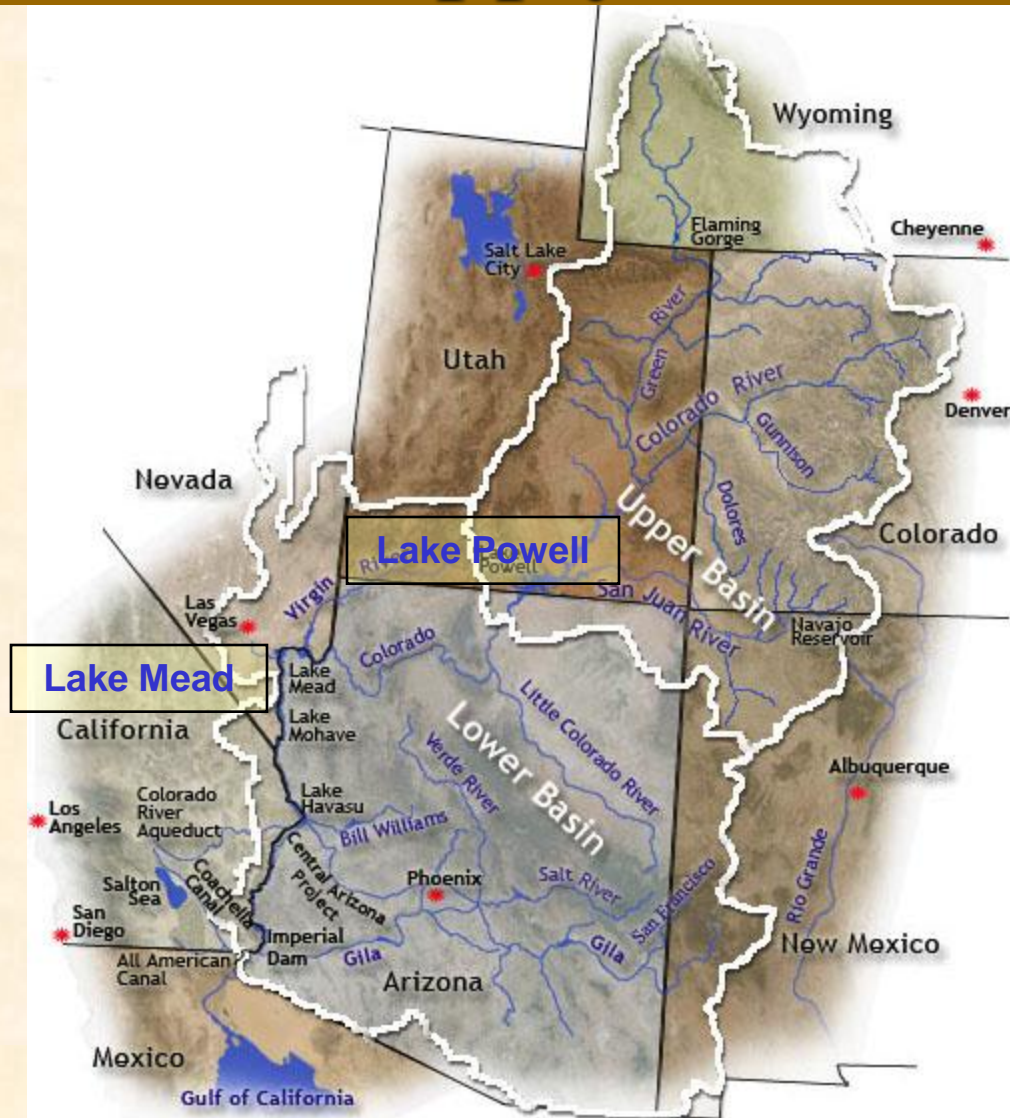 Wyoming
Flaming
Gorge
Cheyenne
Salt Lake
City
Utah
Green
River
Colorado River
Denver
Gunnison
Nevada
Dolores
Upper Basin
Colorado
Lake Powell
Powell
Virgin
San Juan River
Las
Vegas
Navajo
Reservoir
Lake Mead
Lake
Mead
Colorado
Little Colorado River
California
Lake
Mohave
Lower Basin
Verde River
Albuquerque
Lake
Havasu
Colorado
River
Aqueduct
Los
Angeles
Bill Williams
Central Arizona
Project
Phoenix
Salt River
San Francisco
Rio Grande
Salton
Sea
Coachella
Canal
San
Diego
Imperial
Dam
Gila
Gila
New Mexico
All American
Canal
Arizona
Mexico
Gulf of California